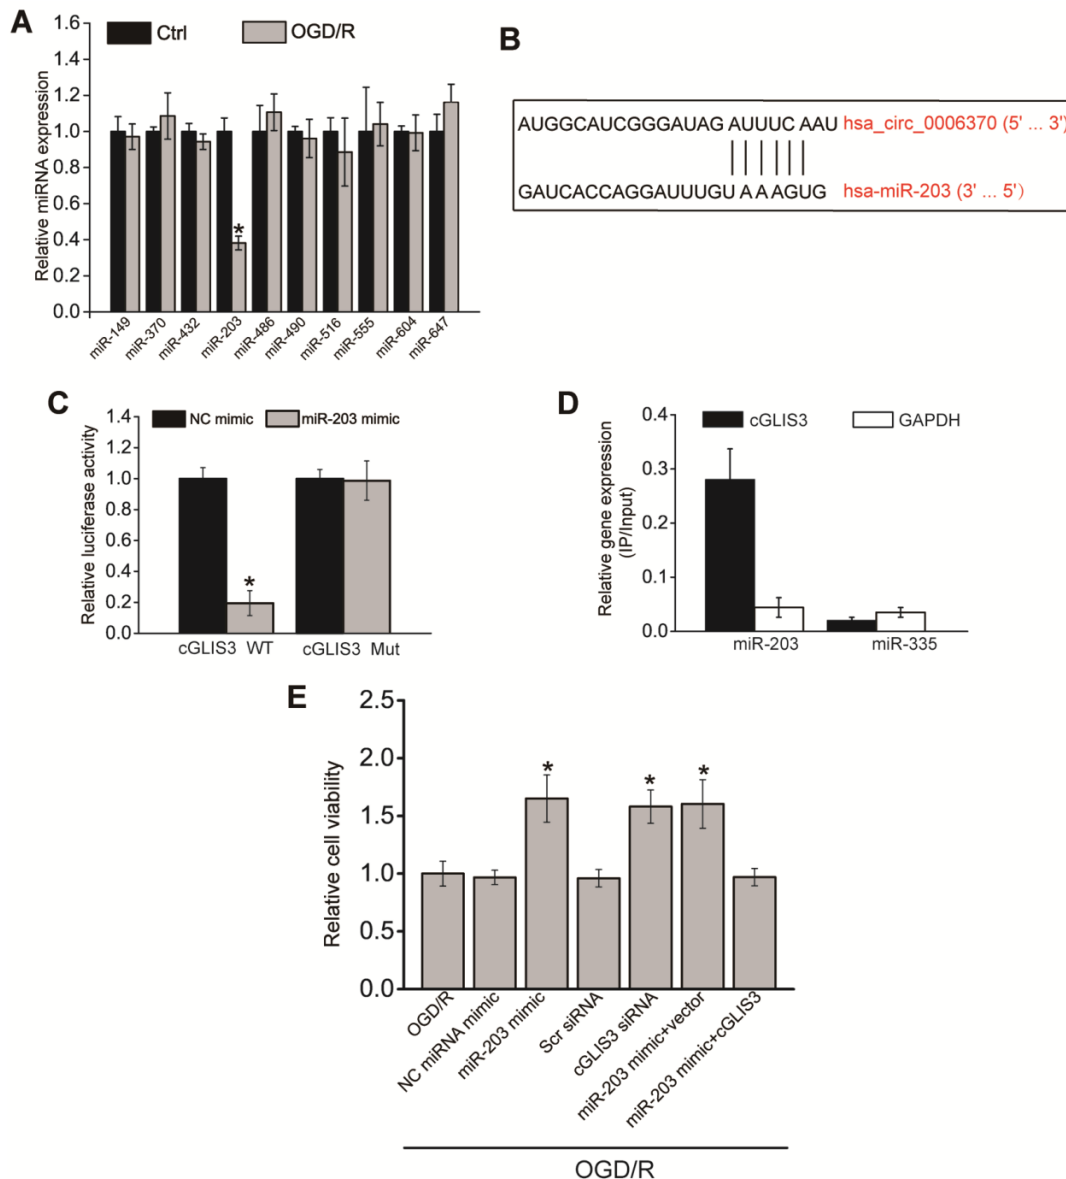 A
Ctrl
OGD/R
Relative miRNA expression
1.6
1.4
1.2
1.0
0.8
0.6
0.4
0.2
0.0
*
miR-149
miR-370
miR-432
miR-203
miR-486
miR-490
miR-516
miR-555
miR-604
miR-647
B
AUGGCAUCGGGAUAG AUUUC AAU hsa_circ_0006370 (5' ... 3')
GAUCACCAGGAUUUGU A A AGUG hsa-miR-203 (3' ... 5')
C
NC mimic
miR-203 mimic
Relative luciferase activity
1.4
1.2
1.0
0.8
0.6
0.4
0.2
0.0
*
cGLIS3 WT
cGLIS3 Mut
D
cGLIS3
GAPDH
Relative gene expression
(IP/Input)
0.4
0.3
0.2
0.1
0.0
miR-203
miR-335
E
Relative cell viability
2.5
2.0
1.5
1.0
0.5
0.0
*
*
*
OGD/R
NC miRNA mimic
miR-203 mimic
Scr siRNA
cGLIS3 siRNA
miR-203 mimic+vector
miR-203 mimic+cGLIS3
OGD/R